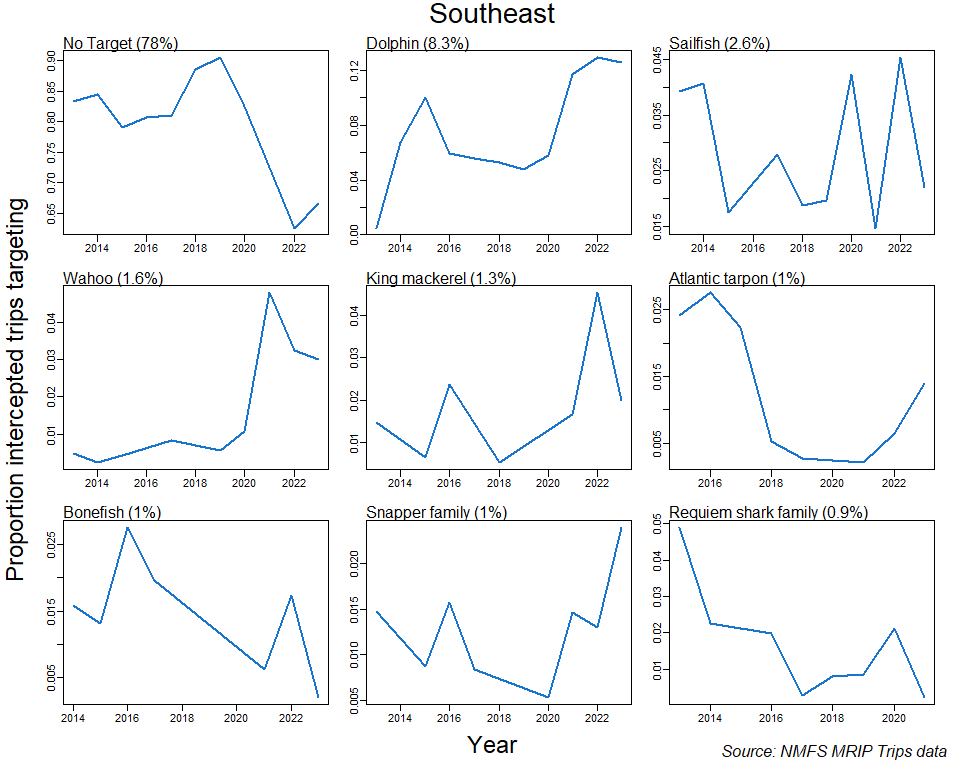 Southeast
Proportion intercepted trips targeting
No Target (78%)
0.65 0.70 0.75 0.80 0.85 0.90
2014 2016 2018 2020 2022
Dolphin (8.3%)
0.00 0.04 0.08 0.12
2014 2016 2018 2020 2022
Sailfish (2.6%)
0.015 0.025 0.035 0.045
2014 2016 2018 2020 2022
Wahoo (1.6%)
0.01 0.02 0.03 0.04
2014 2016 2018 2020 2022
King mackerel (1.3%)
0.01 0.02 0.03 0.04
2014 2016 2018 2020 2022
Atlantic tarpon (1%)
0.005 0.015 0.025
2014 2016 2018 2020 2022
Bonefish (1%)
0.005 0.015 0.025
2014 2016 2018 2020 2022
Snapper family (1%)
0.005 0.010 0.015 0.020
2014 2016 2018 2020 2022
Requiem shark family (0.9%)
0.01 0.02 0.03 0.04 0.05
2014 2016 2018 2020
Year
Source: NMFS MRIP Trips data